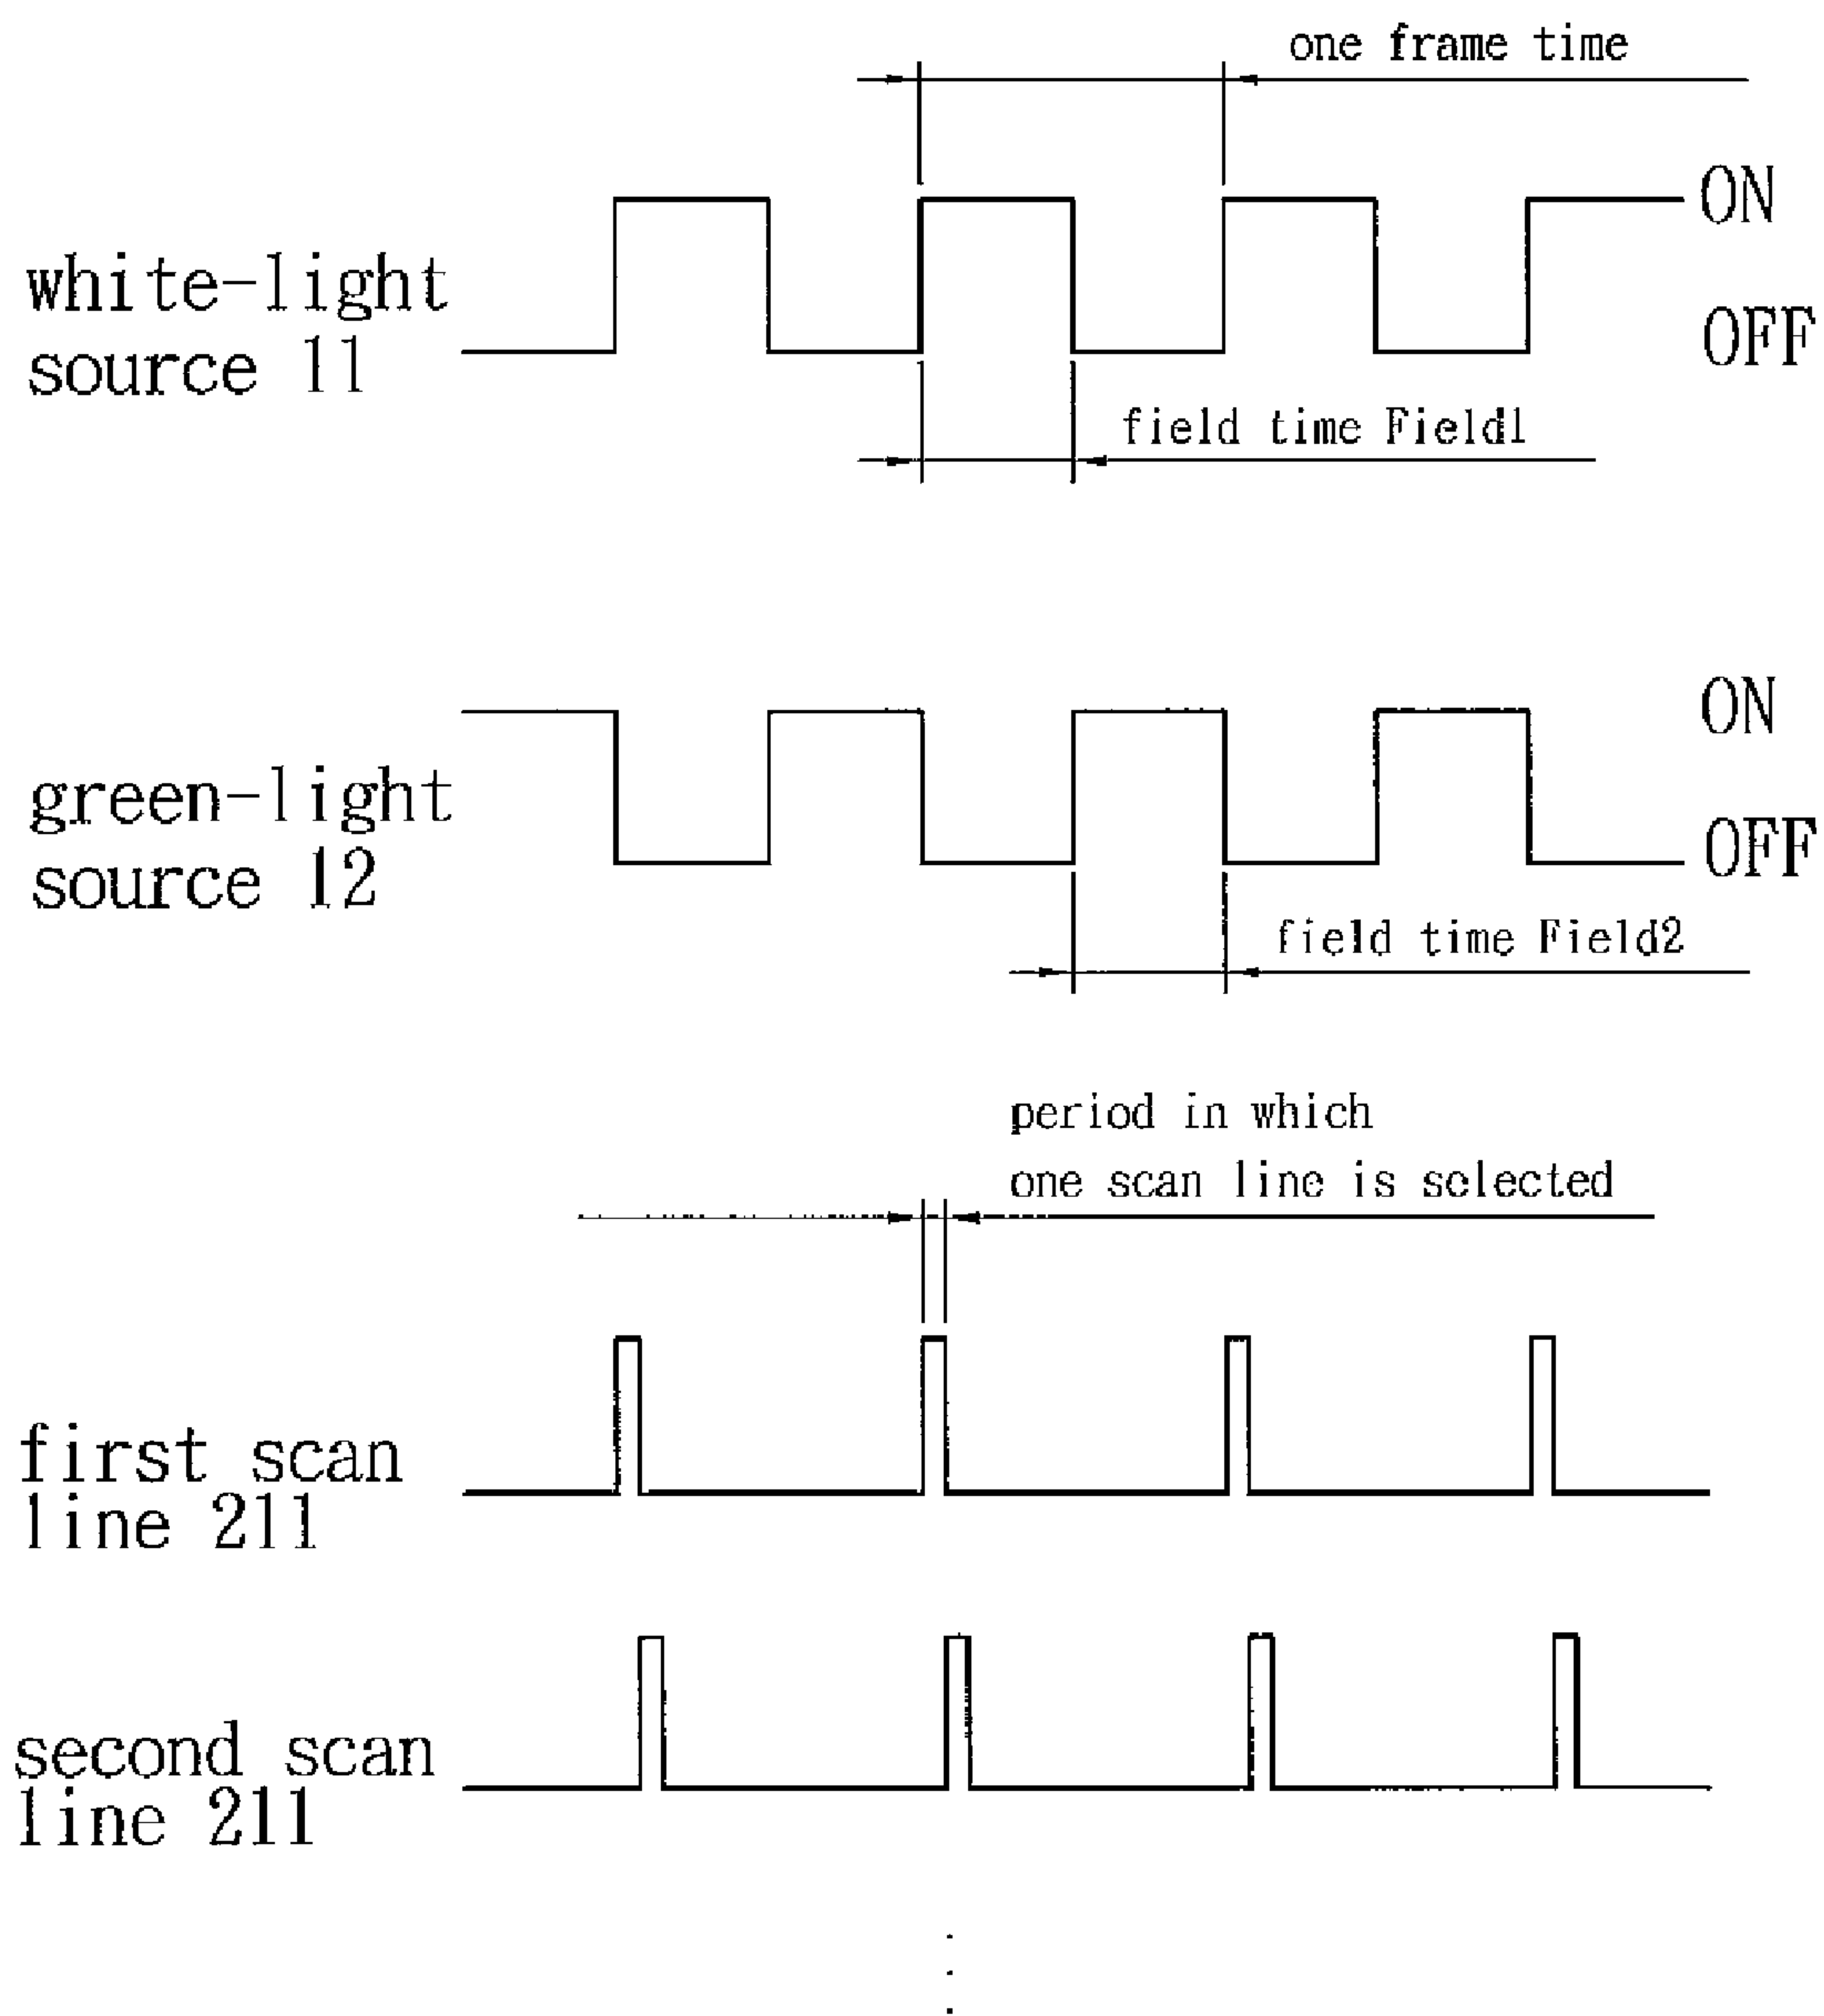 one frame time
ON
white-light
OFF
source 11
field time Field1
ON
green-light
OFF
source 12
field time Field2
period in which
one scan line is selected
first scan
line 211
second scan
line 211